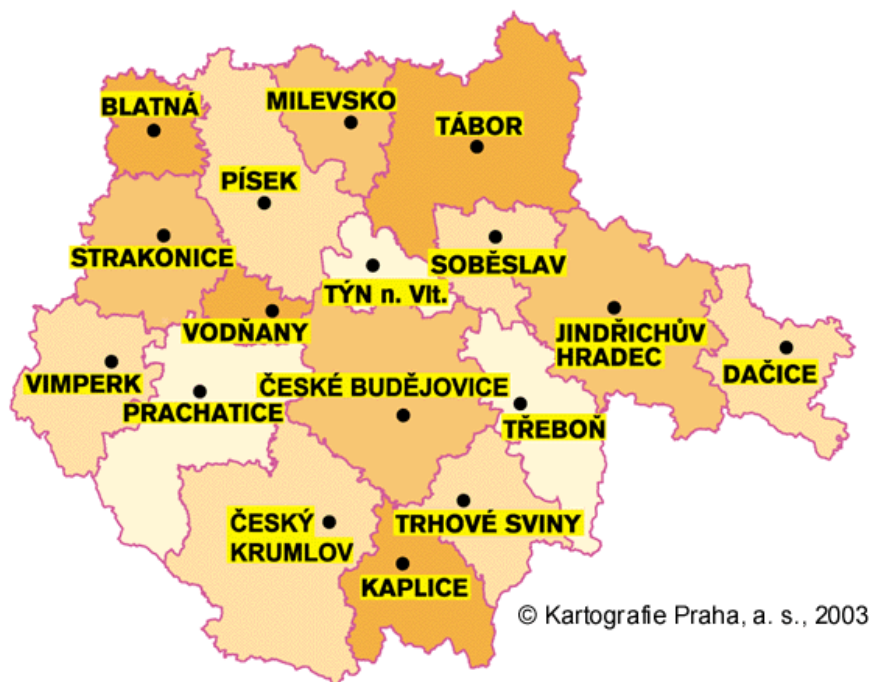 BLATNÁ
MILEVSKO
TÁBOR
PÍSEK
STRAKONICE
SOBĚSLAV
TÝN n. Vlt.
VODŇANY
JINDŘICHŮV
HRADEC
VIMPERK
PRACHATICE
ČESKÉ BUDĚJOVICE
DAČICE
TŘEBOŇ
ČESKÝ
KRUMLOV
TRHOVÉ SVINY
KAPLICE
© Kartografie Praha, a. s., 2003